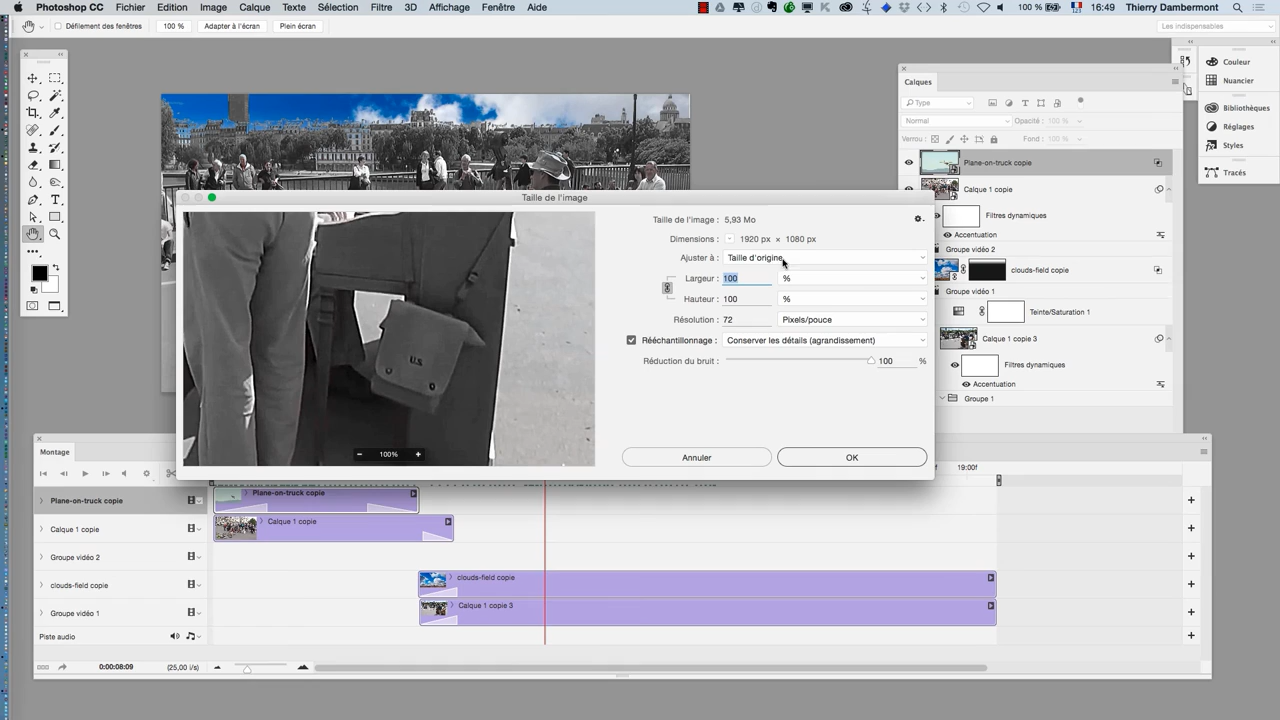 Photoshop CC Fichier Edition Image Calque Texte Sélection Filtre 3D Affichage Fenêtres Aide 100 % 16:49 Thierry Dambermont
Défilement des fenêtres 100 % Adapter à l'écran Plein écran Les indispensables
Calques
Type
Normal Opacité : 100 %
Verrou : Fond : 100 %
Plane-on-truck copie
Calque 1 copie
Filtres dynamiques
Accentuation
Groupe vidéo 2
clouds-field copie
Groupe vidéo 1
Teinte/Saturation 1
Calque 1 copie 3
Filtres dynamiques
Accentuation
Groupe 1
Couleur
Nuancier
Bibliothèques
Réglages
Styles
Tracés
Taille de l'image
U.S
100%
Taille de l'image : 5,93 Mo
Dimensions : 1920 px × 1080 px
Ajuster à : Taille d'origine
Largeur : 100 %
Hauteur : 100 %
Résolution : 72 Pixels/pouce
Rééchantillonnage : Conserver les détails (agrandissement)
Réduction du bruit : 100 %
Annuler OK
Montage
19:00f
Plane-on-truck copie Plane-on-truck copie
Calque 1 copie Calque 1 copie
Groupe vidéo 2
clouds-field copie clouds-field copie
Groupe vidéo 1 Calque 1 copie 3
Piste audio
0:00:08:09 (25,00 i/s)